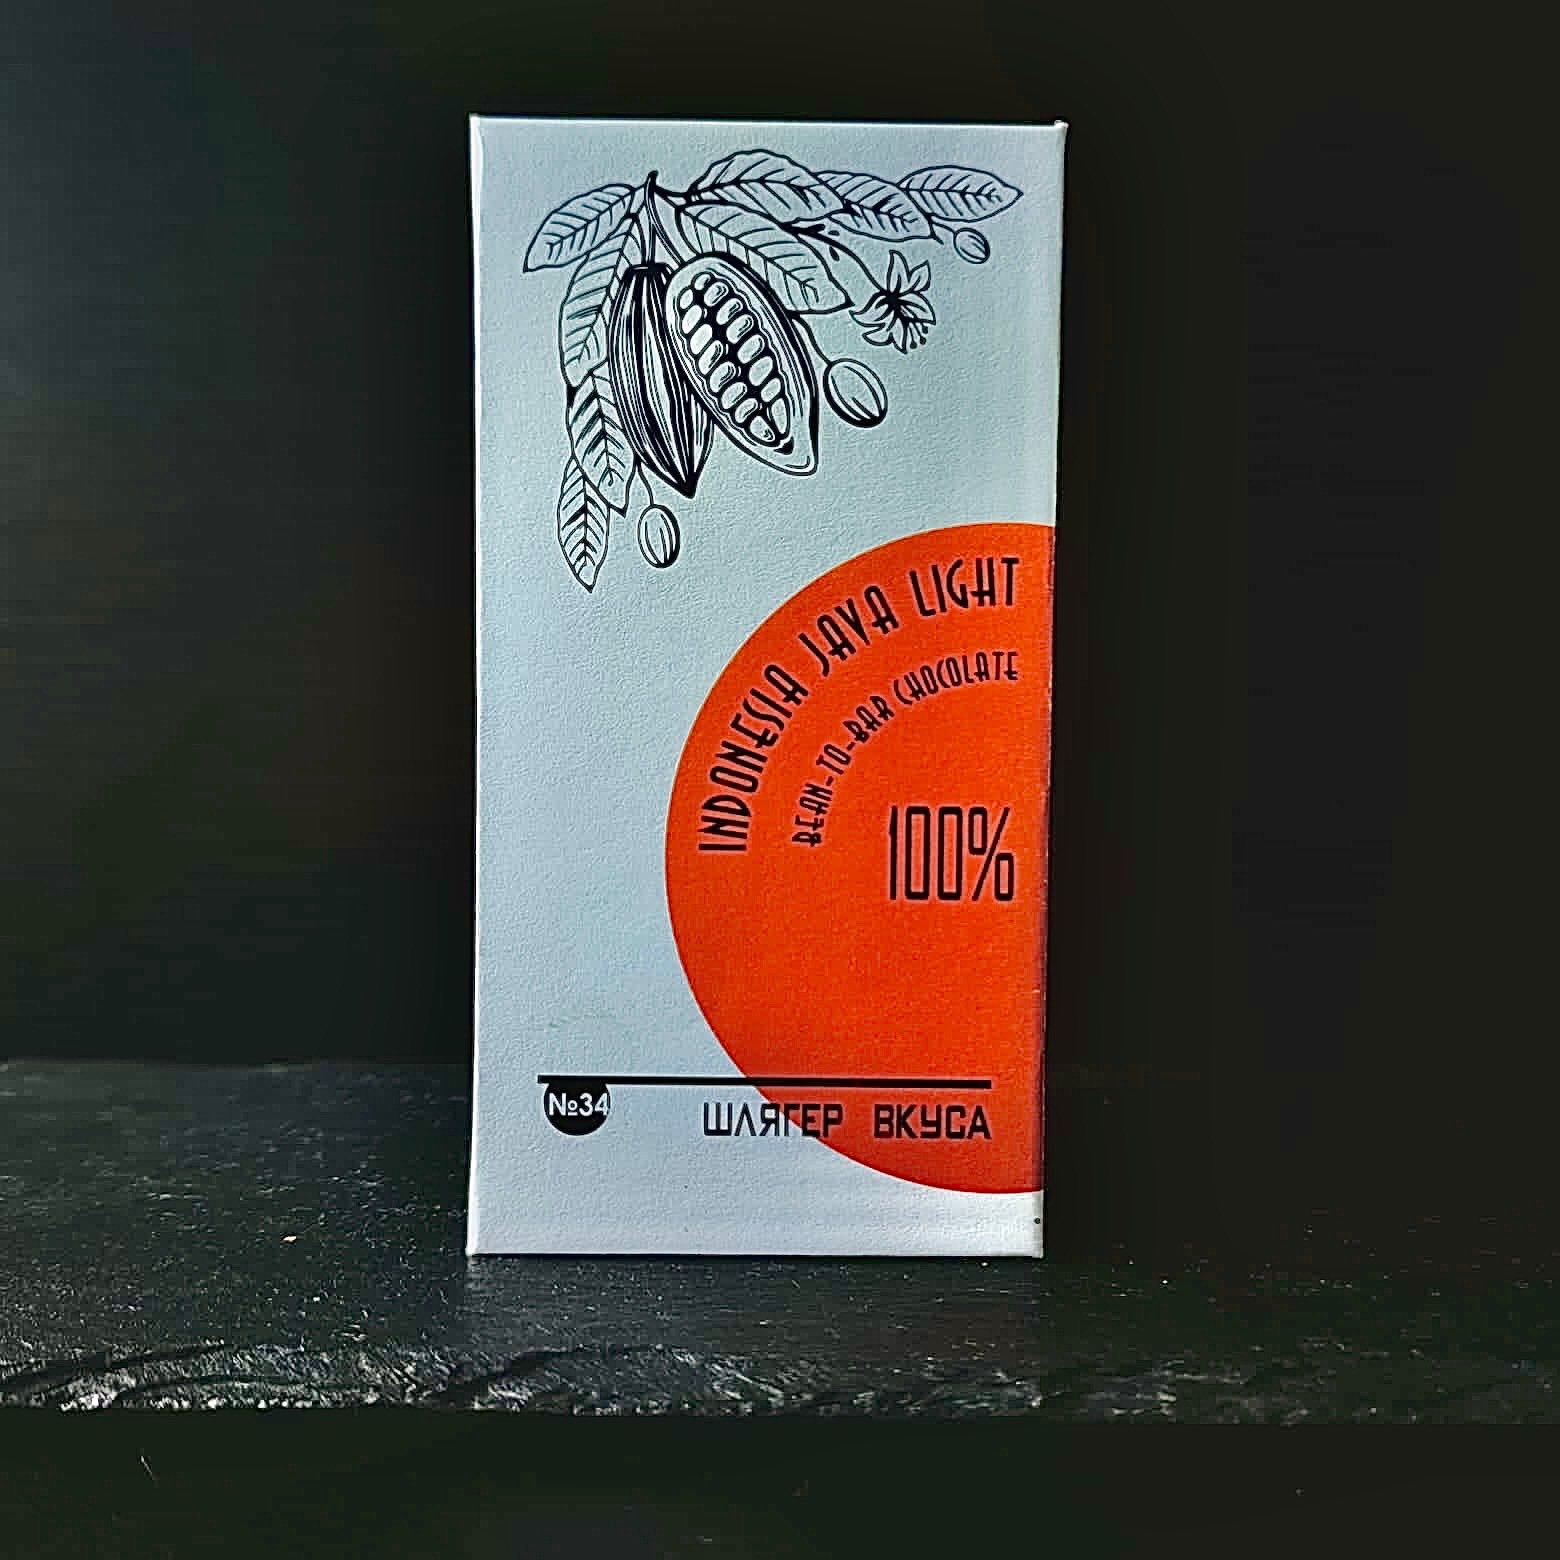 INDONESIA JAVA LIGHT
BEAN-TO-BAR CHOCOLATE
100%
№34
ШЛЯГЕР ВКУСА